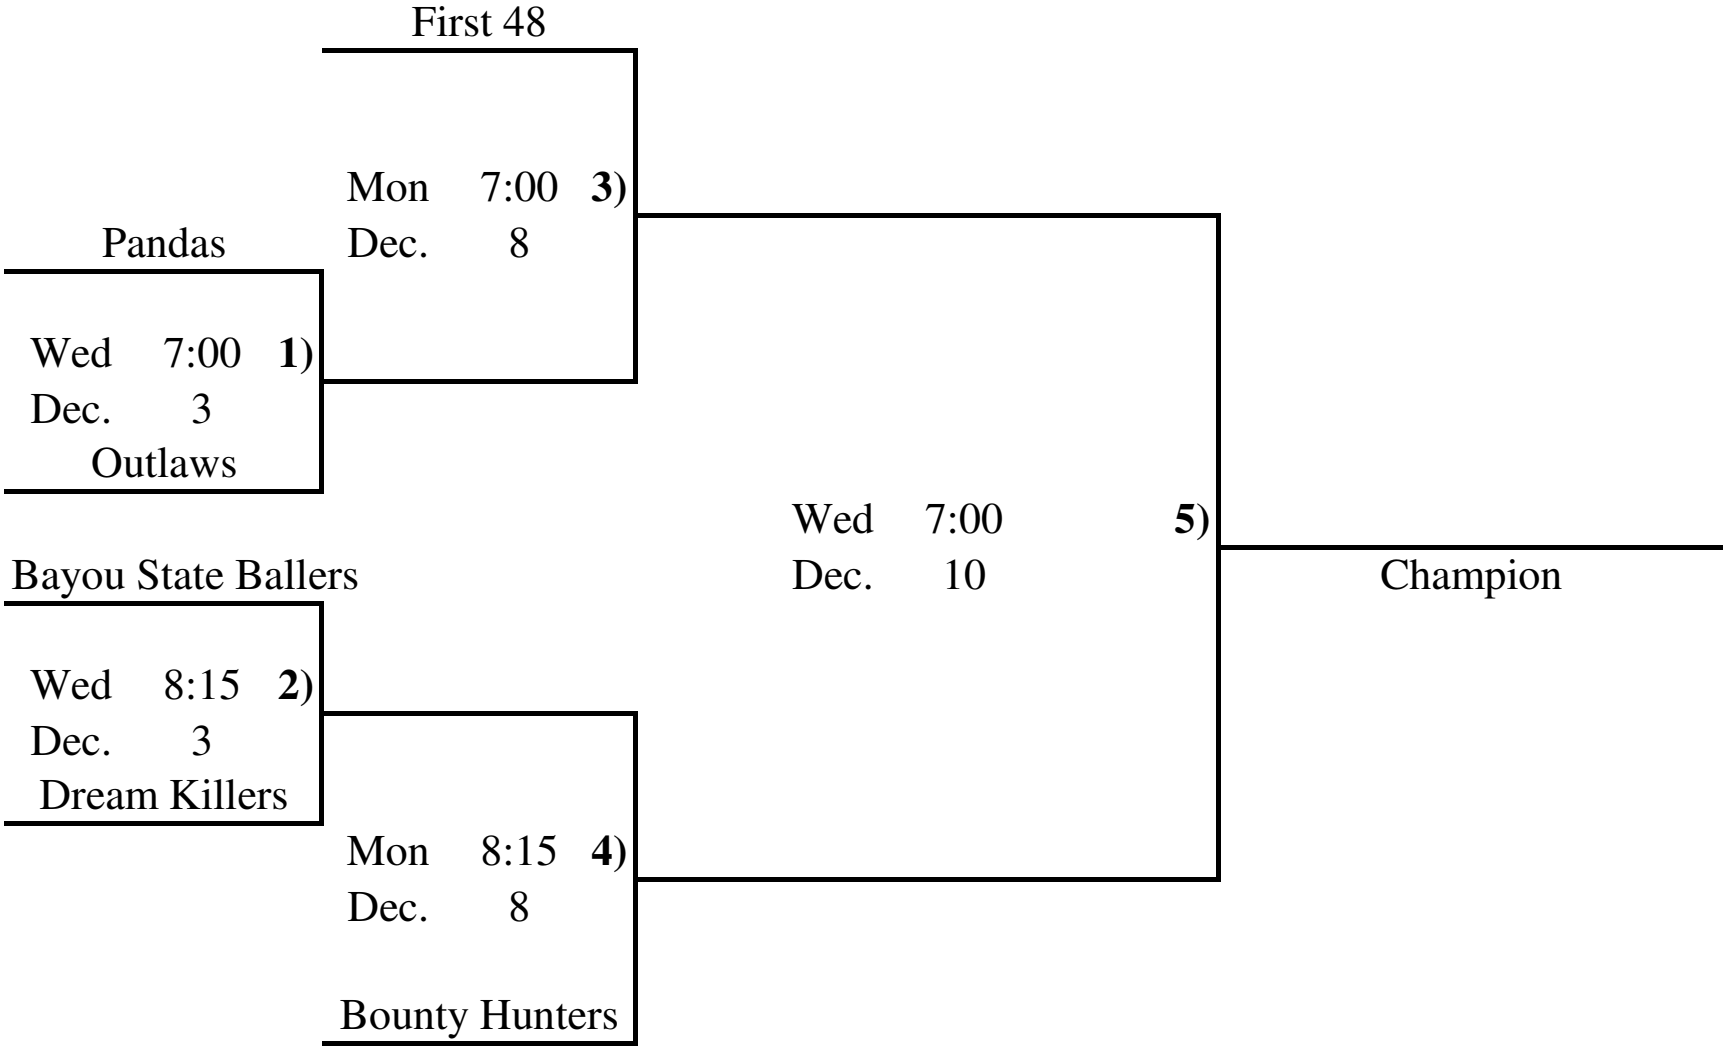 First 48
Mon 7:00 3)
Dec. 8
Pandas
Wed 7:00 1)
Dec. 3
Outlaws
Wed 7:00 5)
Dec. 10
Champion
Bayou State Ballers
Wed 8:15 2)
Dec. 3
Dream Killers
Mon 8:15 4)
Dec. 8
Bounty Hunters